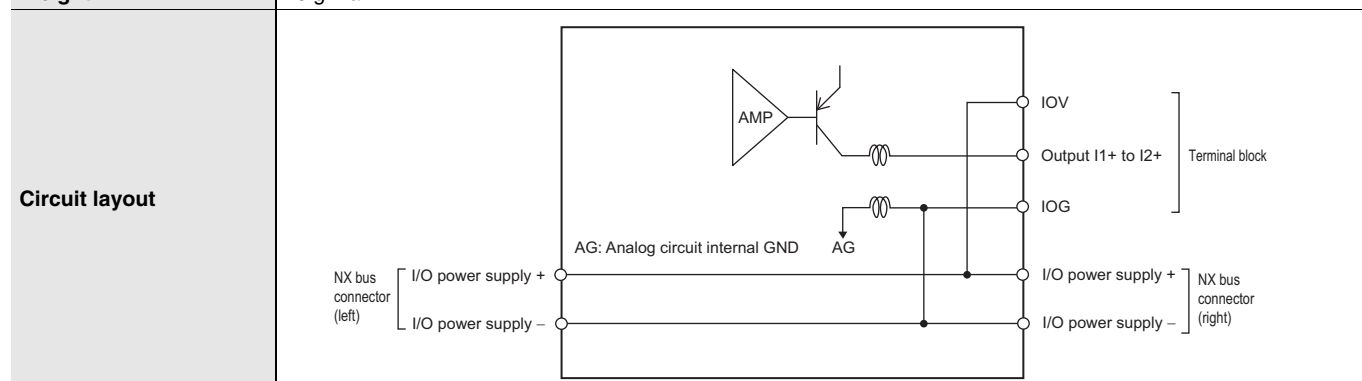 Circuit layout
AMP
IOV
Output I1+ to I2+
Terminal block
IOG
AG: Analog circuit internal GND
AG
NX bus
connector
(left)
I/O power supply +
I/O power supply –
I/O power supply +
I/O power supply –
NX bus
connector
(right)